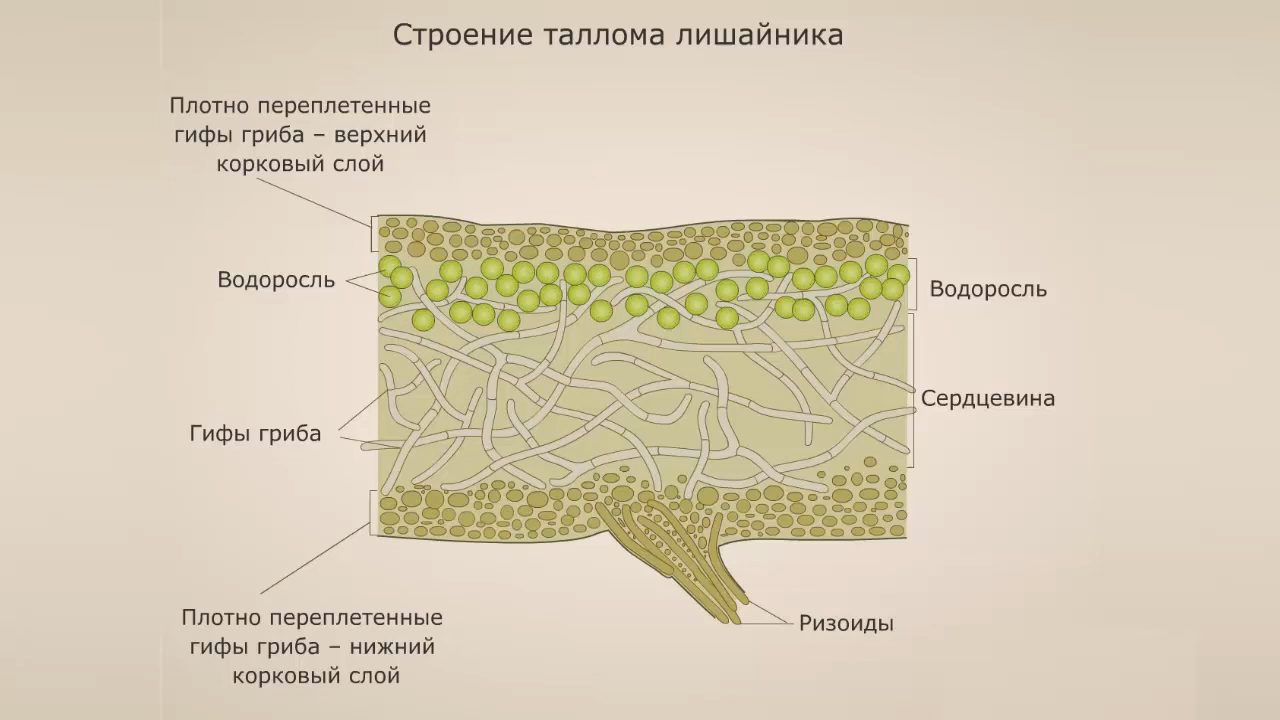 Строение таллома лишайника
Плотно переплетенные
гифы гриба – верхний
корковый слой
Водоросль
Водоросль
Сердцевина
Гифы гриба
Плотно переплетенные
гифы гриба – нижний
корковый слой
Ризоиды